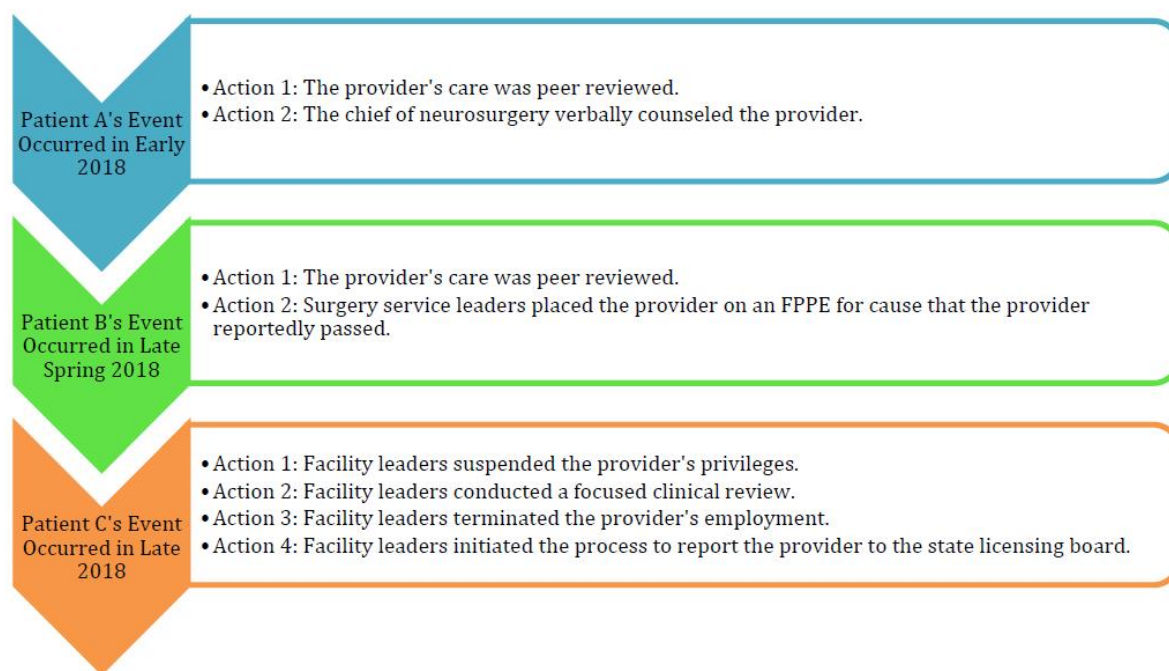 Patient A's Event
Occurred in Early
2018
• Action 1: The provider's care was peer reviewed.
• Action 2: The chief of neurosurgery verbally counseled the provider.
Patient B's Event
Occurred in Late
Spring 2018
• Action 1: The provider's care was peer reviewed.
• Action 2: Surgery service leaders placed the provider on an FPPE for cause that the provider
reportedly passed.
Patient C's Event
Occurred in Late
2018
• Action 1: Facility leaders suspended the provider's privileges.
• Action 2: Facility leaders conducted a focused clinical review.
• Action 3: Facility leaders terminated the provider's employment.
• Action 4: Facility leaders initiated the process to report the provider to the state licensing board.